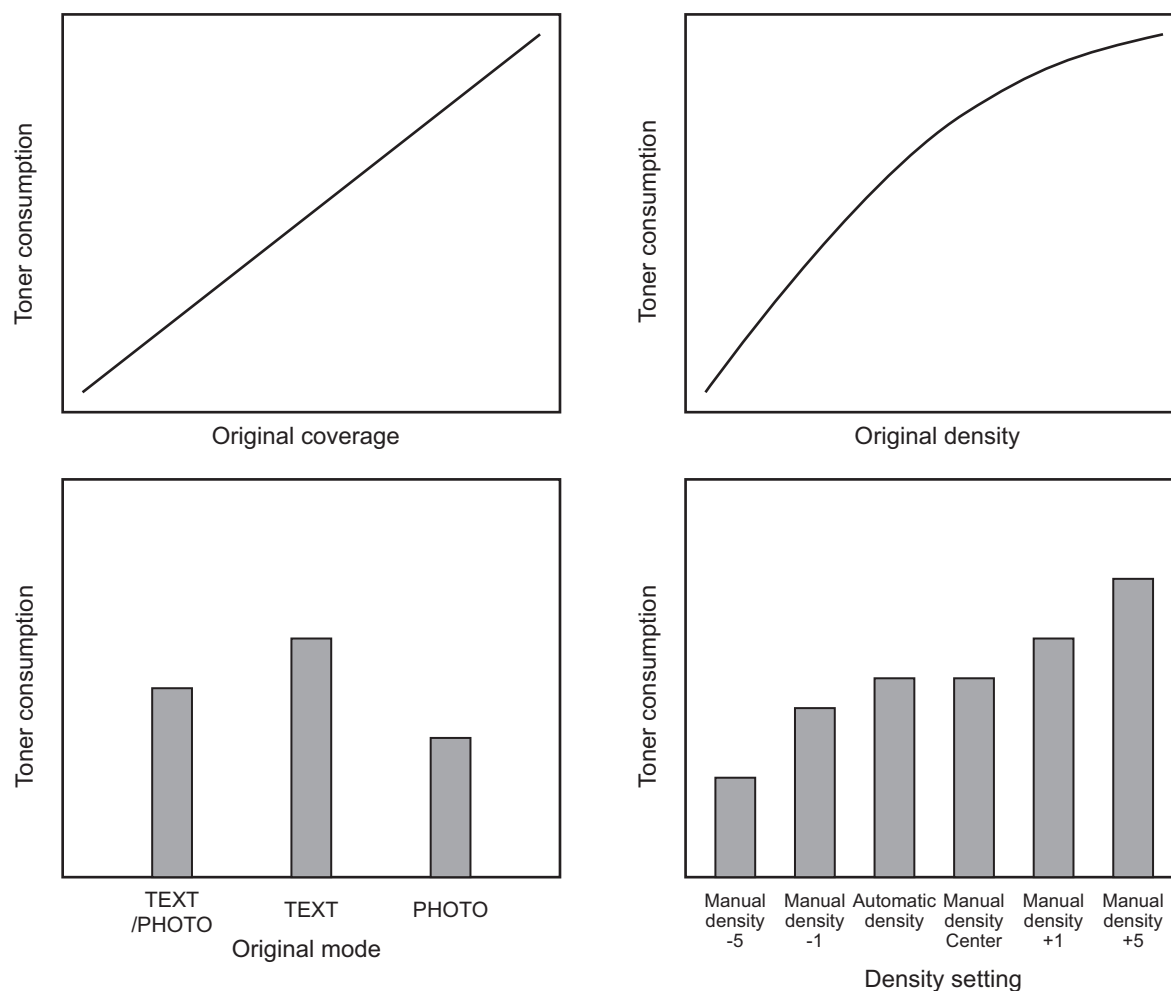 Toner consumption
Original coverage
Toner consumption
Original density
Toner consumption
TEXT
/PHOTO
TEXT
PHOTO
Original mode
Toner consumption
Manual
density
-5
Manual
density
-1
Automatic
density
Manual
density
Center
Manual
density
+1
Manual
density
+5
Density setting